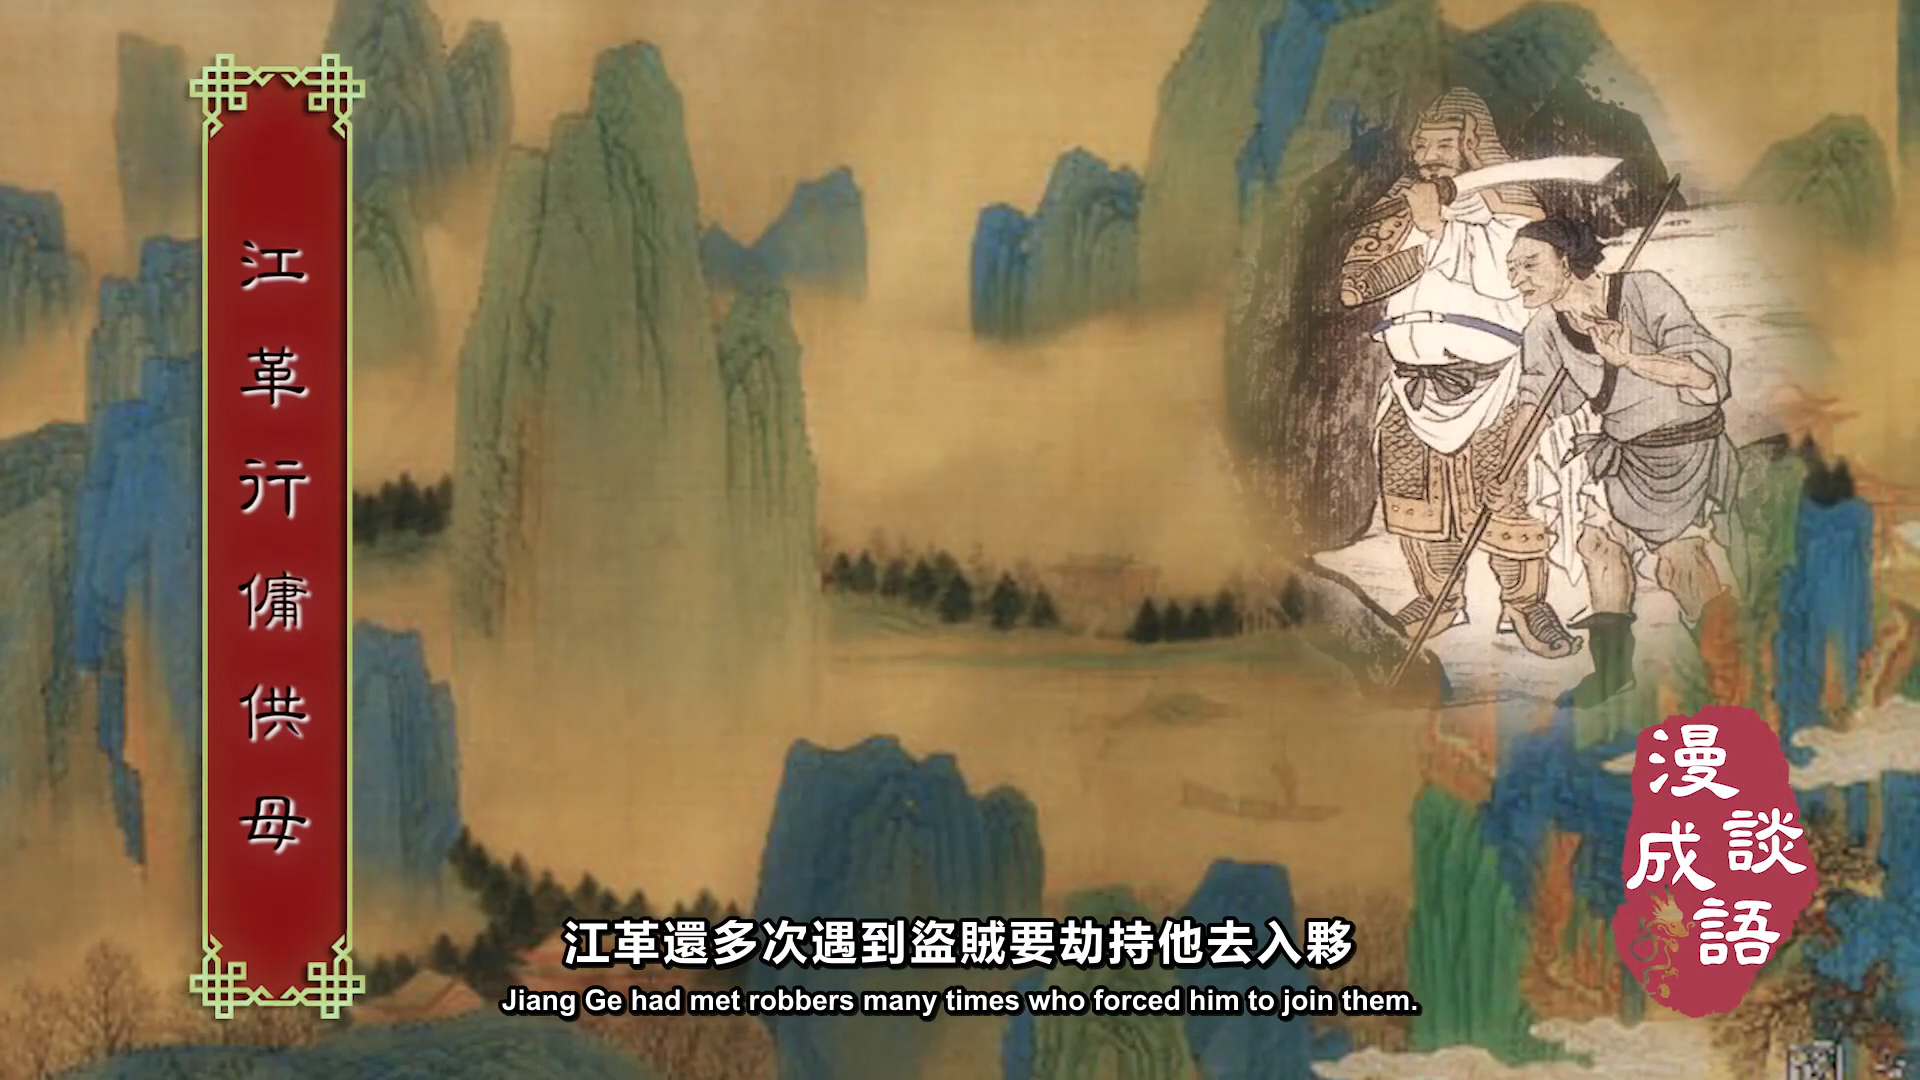 江革行傭供母
漫談
成語
江革還多次遇到盜賊要劫持他去入夥
Jiang Ge had met robbers many times who forced him to join them.